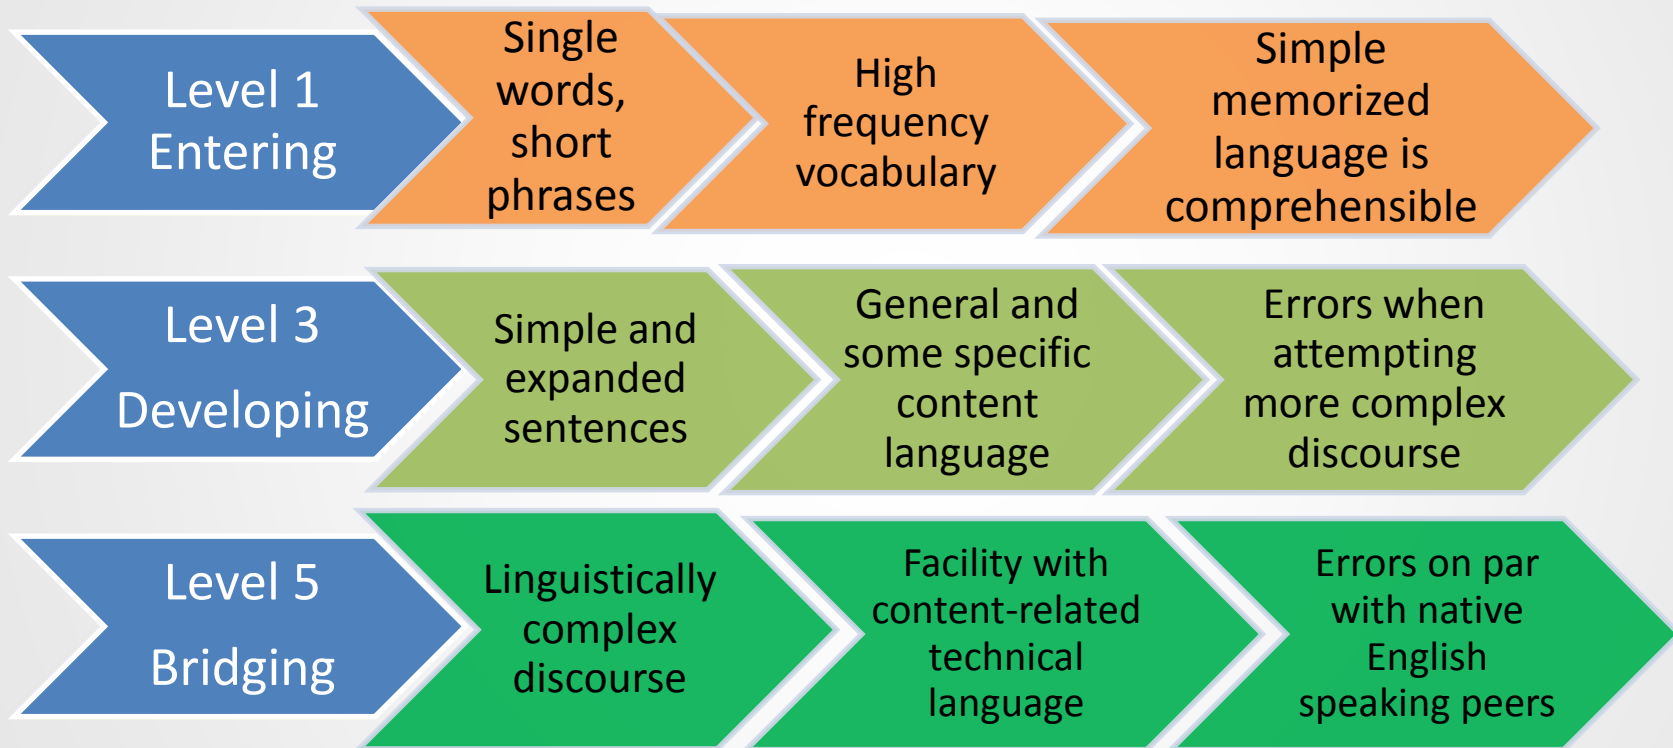 Level 1
Entering
Single
words,
short
phrases
High
frequency
vocabulary
Simple
memorized
language is
comprehensible
Level 3
Developing
Simple and
expanded
sentences
General and
some specific
content
language
Errors when
attempting
more complex
discourse
Level 5
Bridging
Linguistically
complex
discourse
Facility with
content-related
technical
language
Errors on par
with native
English
speaking peers